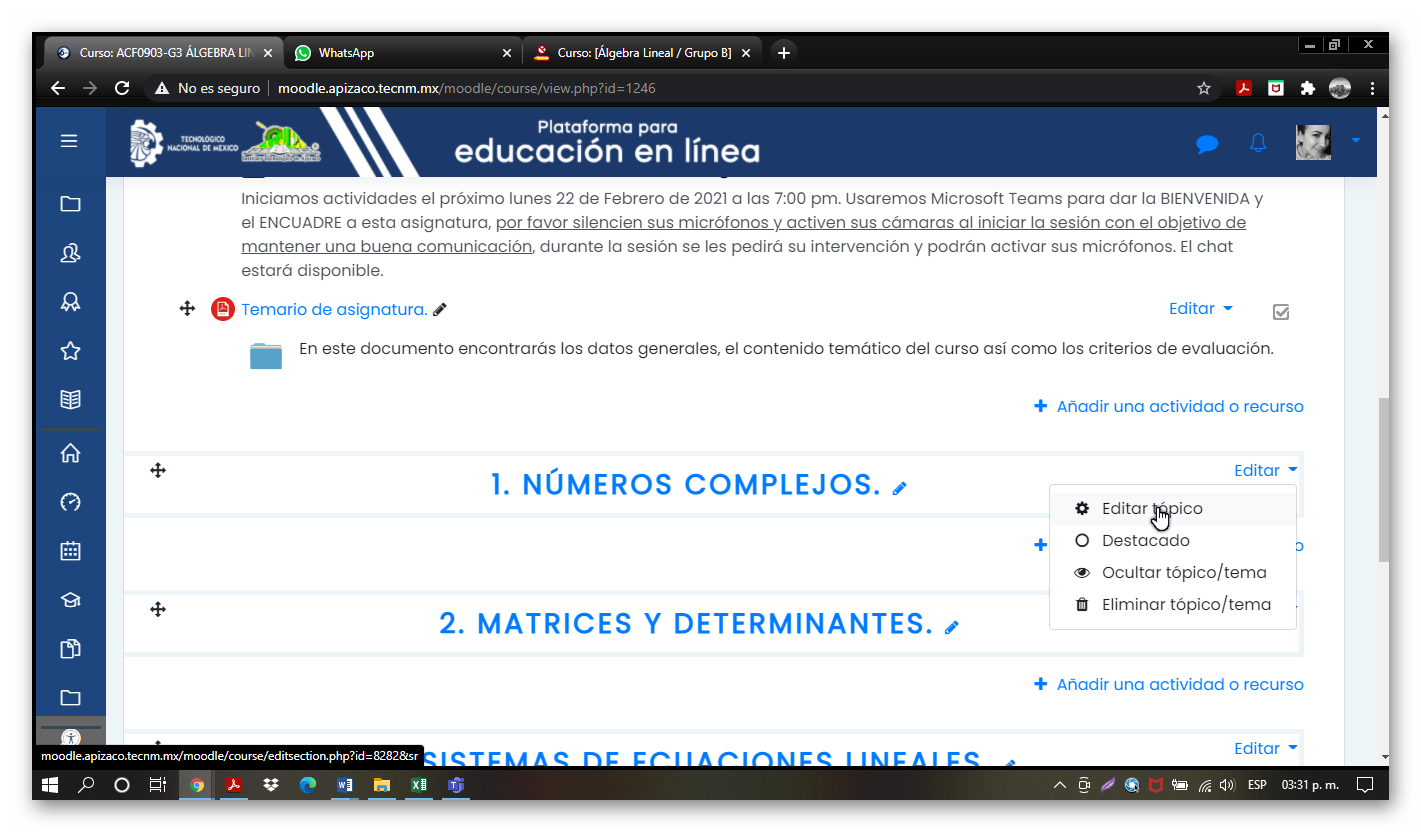 Curso: ACF0903-G3 ÁLGEBRA LIN
WhatsApp
Curso: [Álgebra Lineal / Grupo B]
No es seguro
moodle.apizaco.tecnm.mx/moodle/course/view.php?id=1246
TECNOLÓGICO
NACIONAL DE MÉXICO
Plataforma para
educación en línea
Iniciamos actividades el próximo lunes 22 de Febrero de 2021 a las 7:00 pm. Usaremos Microsoft Teams para dar la BIENVENIDA y
el ENCUADRE a esta asignatura, por favor silencien sus micrófonos y activen sus cámaras al iniciar la sesión con el objetivo de
mantener una buena comunicación, durante la sesión se les pedirá su intervención y podrán activar sus micrófonos. El chat
estará disponible.
Temario de asignatura.
Editar
En este documento encontrarás los datos generales, el contenido temático del curso así como los criterios de evaluación.
+ Añadir una actividad o recurso
Editar
1. NÚMEROS COMPLEJOS.
Editar tópico
Destacado
+ o
Ocultar tópico/tema
Eliminar tópico/tema
2. MATRICES Y DETERMINANTES.
+ Añadir una actividad o recurso
Editar
SISTEMAS DE ECUACIONES LINEALES.
moodle.apizaco.tecnm.mx/moodle/course/editsection.php?id=8282&sr
ESP
03:31 p. m.